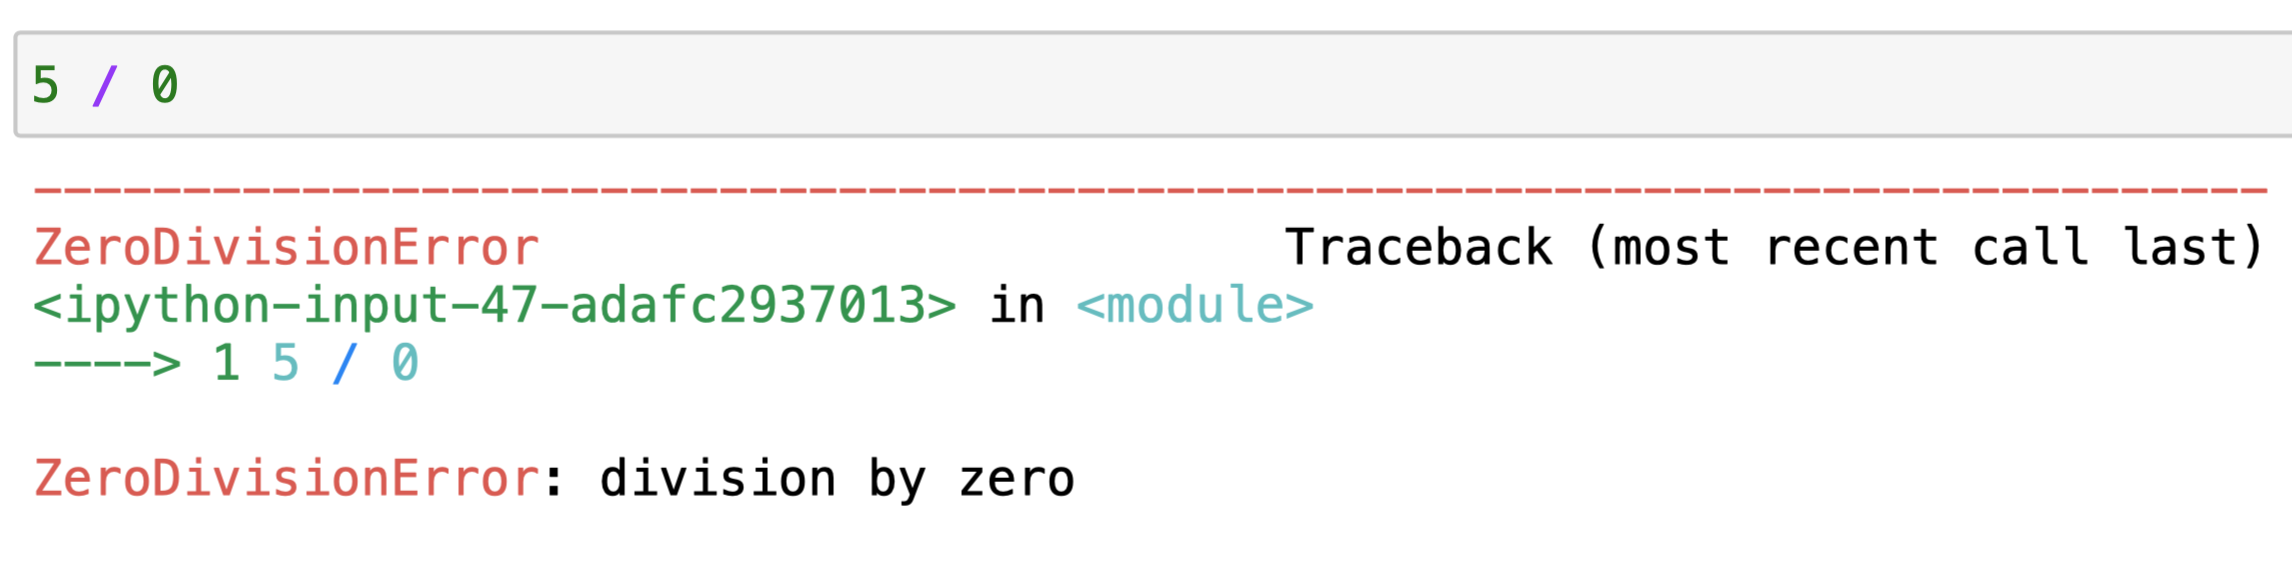 5 / 0
---------------------------------------------------------------------------
ZeroDivisionError                         Traceback (most recent call last)
<ipython-input-47-adafc2937013> in <module>
----> 1 5 / 0
ZeroDivisionError: division by zero